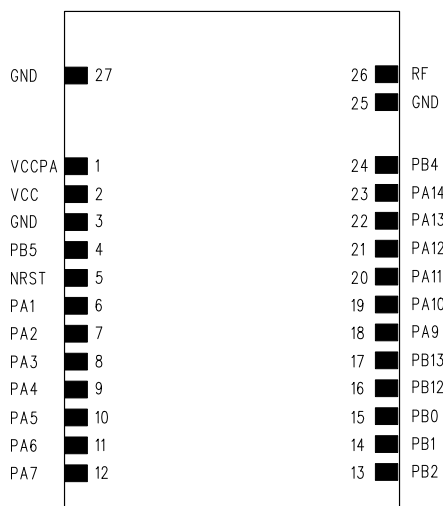 GND 27 26 RF
25 GND
VCCPA 1 24 PB4
VCC 2 23 PA14
GND 3 22 PA13
PB5 4 21 PA12
NRST 5 20 PA11
PA1 6 19 PA10
PA2 7 18 PA9
PA3 8 17 PB13
PA4 9 16 PB12
PA5 10 15 PB0
PA6 11 14 PB1
PA7 12 13 PB2